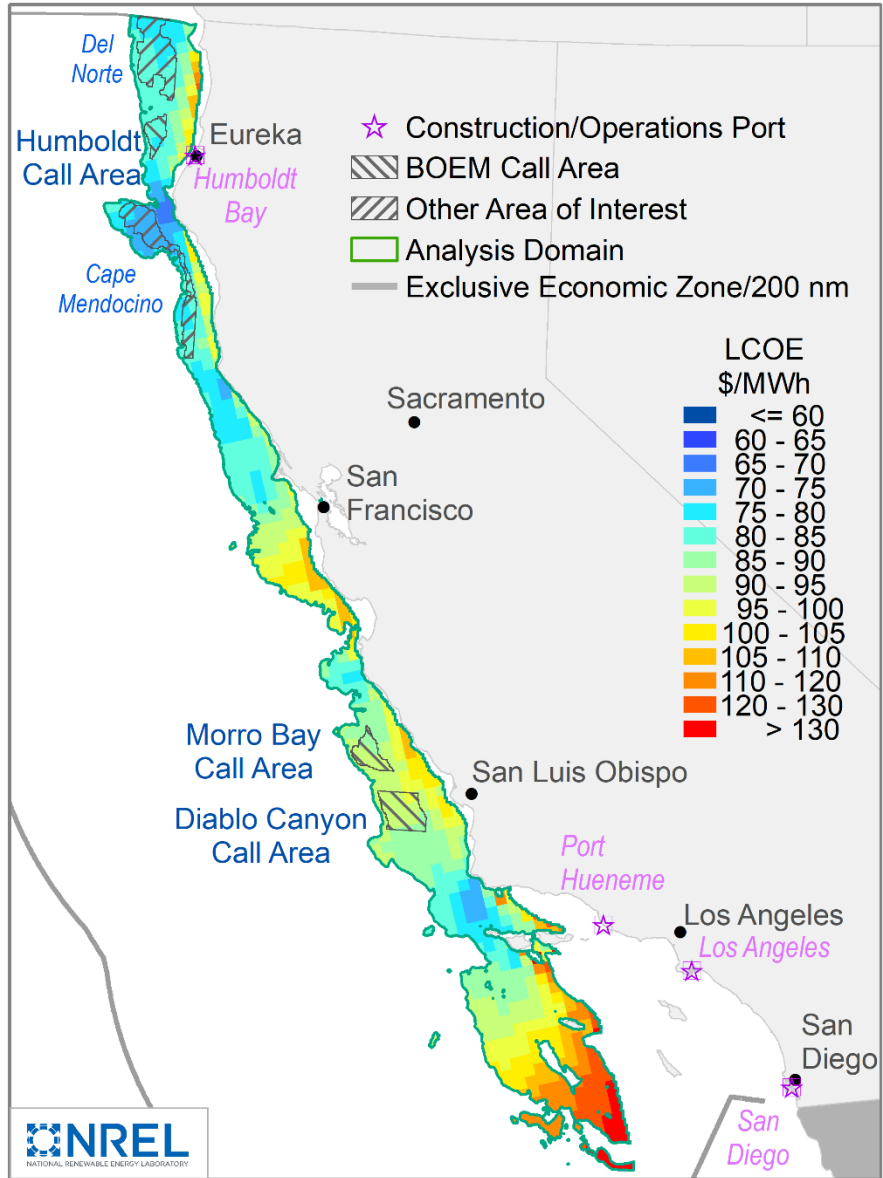 Del
Norte
Humboldt
Call Area
Eureka
Humboldt
Bay
Cape
Mendocino
Construction/Operations Port
BOEM Call Area
Other Area of Interest
Analysis Domain
Exclusive Economic Zone/200 nm
LCOE
$/MWh
<= 60
60 - 65
65 - 70
70 - 75
75 - 80
80 - 85
85 - 90
90 - 95
95 - 100
100 - 105
105 - 110
110 - 120
120 - 130
> 130
Sacramento
San
Francisco
Morro Bay
Call Area
San Luis Obispo
Diablo Canyon
Call Area
Port
Hueneme
Los Angeles
Los Angeles
San
Diego
San
Diego
NREL
NATIONAL RENEWABLE ENERGY LABORATORY